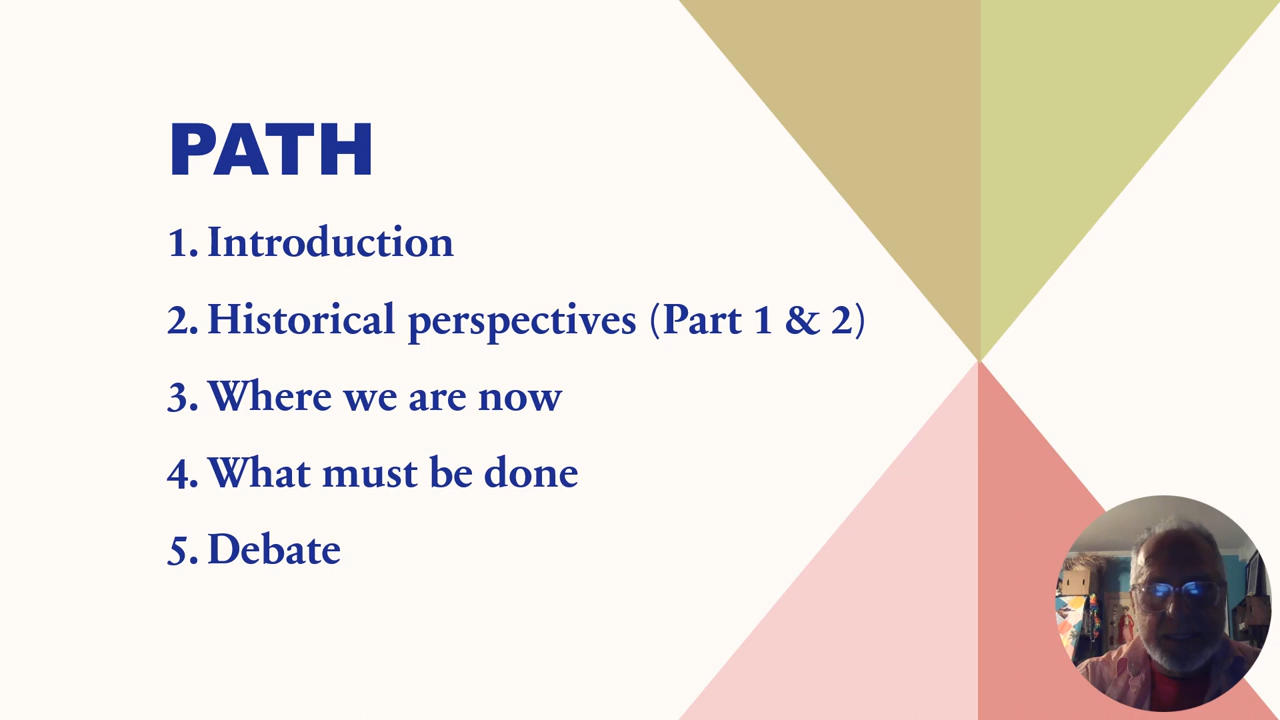 PATH
1. Introduction
2. Historical perspectives (Part 1 & 2)
3. Where we are now
4. What must be done
5. Debate